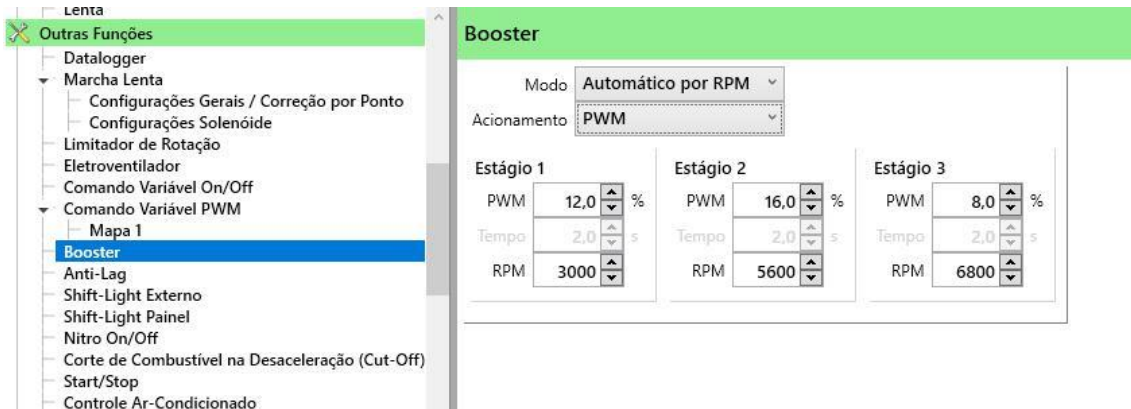 Lenta
Outras Funções
Datalogger
Marcha Lenta
Configurações Gerais / Correção por Ponto
Configurações Solenóide
Limitador de Rotação
Eletroventilador
Comando Variável On/Off
Comando Variável PWM
Mapa 1
Booster
Anti-Lag
Shift-Light Externo
Shift-Light Painel
Nitro On/Off
Corte de Combustível na Desaceleração (Cut-Off)
Start/Stop
Controle Ar-Condicionado
Booster
Modo Automático por RPM
Acionamento PWM
Estágio 1
PWM 12,0 %
Tempo 2,0 s
RPM 3000
Estágio 2
PWM 16,0 %
Tempo 2,0 s
RPM 5600
Estágio 3
PWM 8,0 %
Tempo 2,0 s
RPM 6800